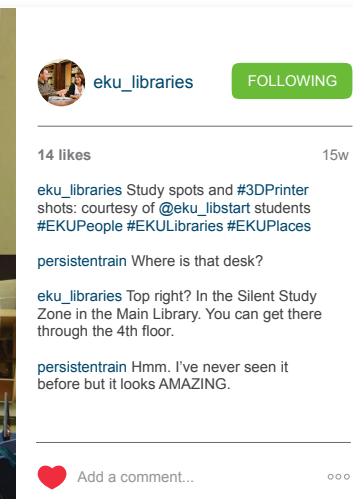 eku_libraries FOLLOWING
14 likes 15w
eku_libraries Study spots and #3DPrinter
shots: courtesy of @eku_libstart students
#EKUPeople #EKULibraries #EKUPlaces
persistentrain Where is that desk?
eku_libraries Top right? In the Silent Study
Zone in the Main Library. You can get there
through the 4th floor.
persistentrain Hmm. I’ve never seen it
before but it looks AMAZING.
Add a comment...